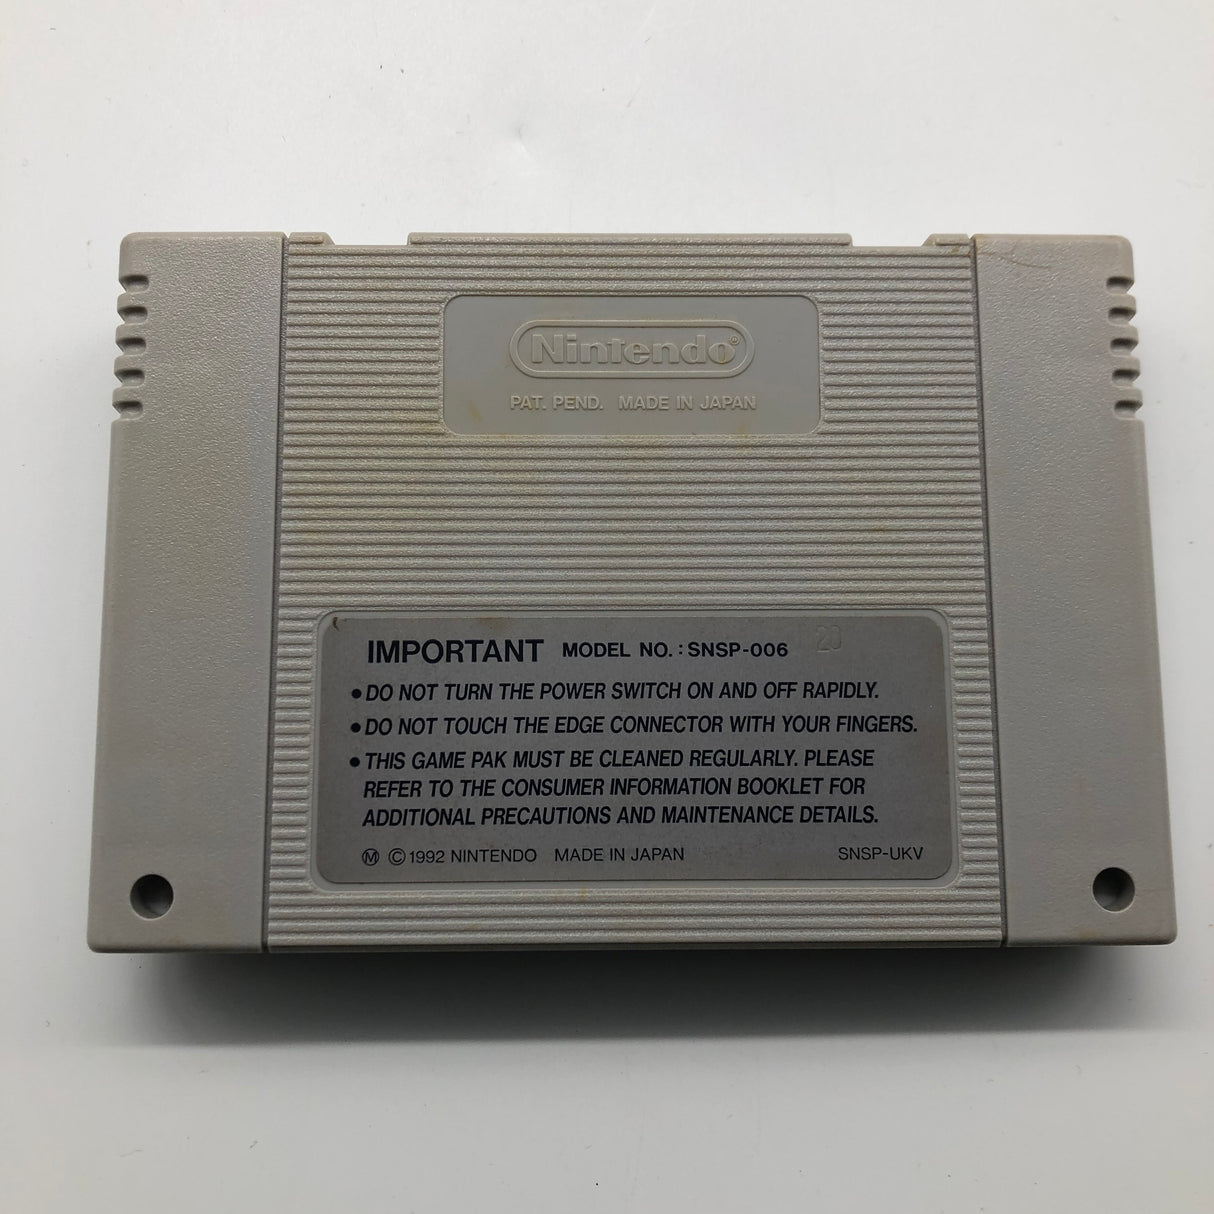 Nintendo®
PAT. PEND. MADE IN JAPAN
IMPORTANT MODEL NO.: SNSP-006 20
•DO NOT TURN THE POWER SWITCH ON AND OFF RAPIDLY.
•DO NOT TOUCH THE EDGE CONNECTOR WITH YOUR FINGERS.
•THIS GAME PAK MUST BE CLEANED REGULARLY. PLEASE
REFER TO THE CONSUMER INFORMATION BOOKLET FOR
ADDITIONAL PRECAUTIONS AND MAINTENANCE DETAILS.
Ⓜ ©1992 NINTENDO MADE IN JAPAN SNSP-UKV